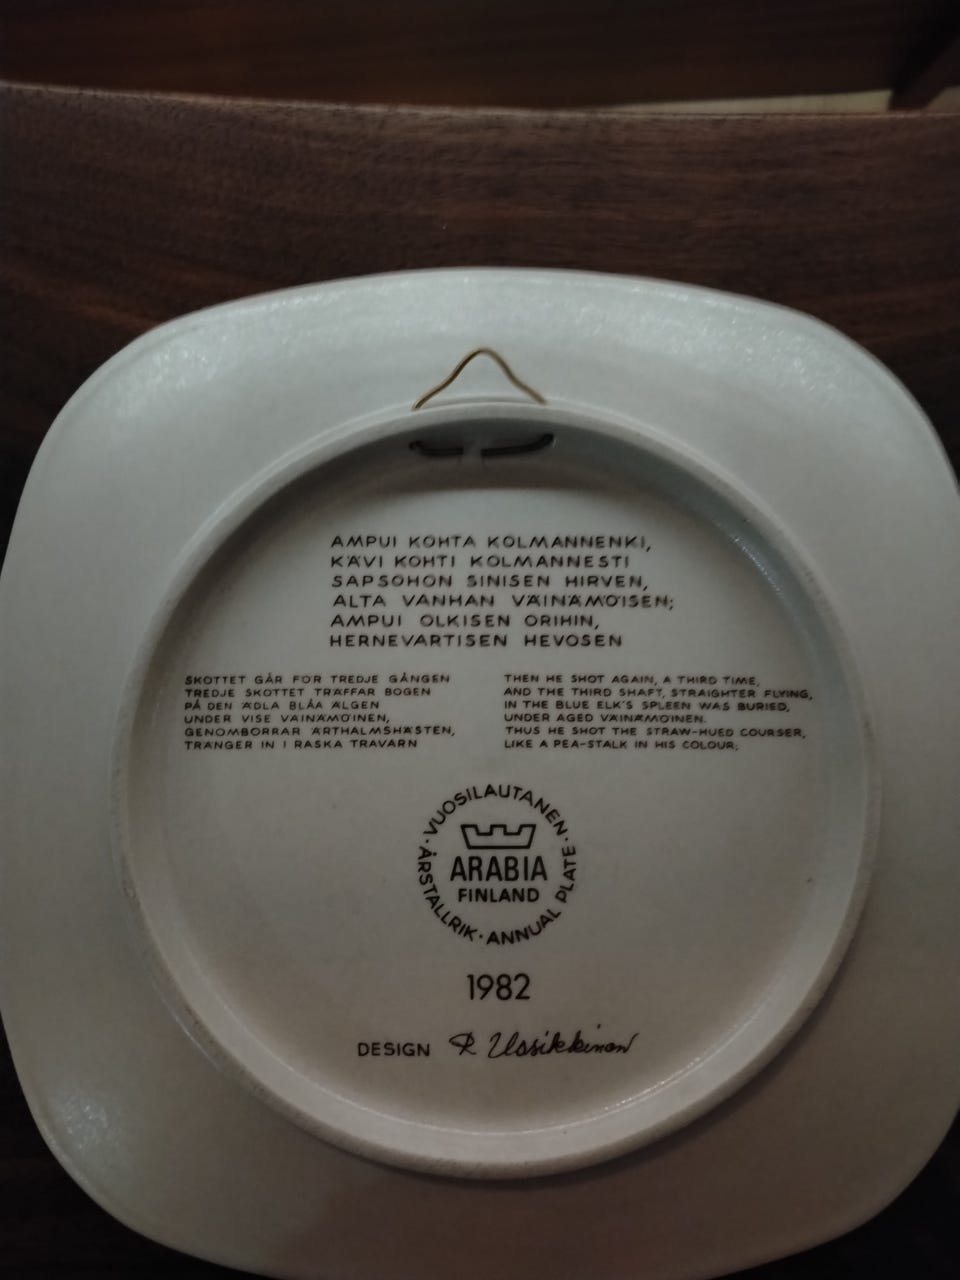 AMPUI KOHTA KOLMANNENKI,
KÄVI KOHTI KOLMANNESTI
SAPSOHON SINISEN HIRVEN,
ALTA VANHAN VÄINÄMÖISEN;
AMPUI OLKISEN ORIHIN,
HERNEVARTISEN HEVOSEN
SKOTTET GÅR FÖR TREDJE GÅNGEN
TREDJE SKOTTET TRÄFFAR BOGEN
PÅ DEN ÄDLA BLÅA ÄLGEN
UNDER VISE VÄINÄMÖINEN,
GENOMBORRAR ÄRTHALMSHÄSTEN,
TRÄNGER IN I RASKA TRAVARN
THEN HE SHOT AGAIN, A THIRD TIME,
AND THE THIRD SHAFT, STRAIGHTER FLYING,
IN THE BLUE ELK'S SPLEEN WAS BURIED,
UNDER AGED VÄINÄMÖINEN.
THUS HE SHOT THE STRAW-HUED COURSER,
LIKE A PEA-STALK IN HIS COLOUR;
·VUOSILAUTANEN·
ARABIA
FINLAND
ÅRSTALLRIK·ANNUAL PLATE
1982
DESIGN R Uosikkinen